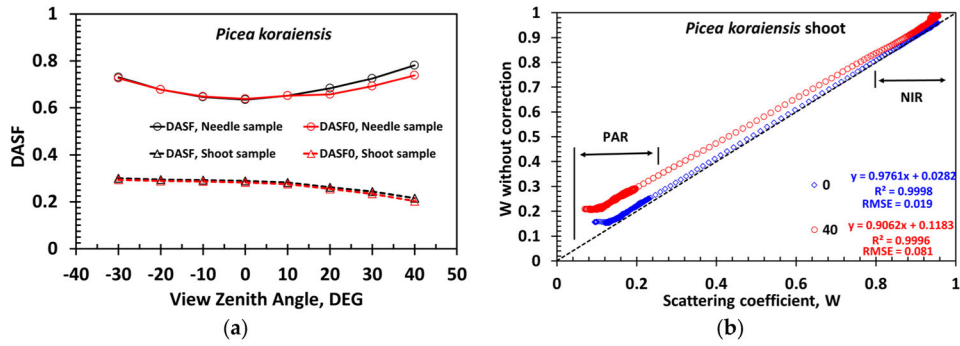 Picea koraiensis
DASF
1
0.8
0.6
0.4
0.2
0
DASF, Needle sample
DASF0, Needle sample
DASF, Shoot sample
DASF0, Shoot sample
-40 -30 -20 -10 0 10 20 30 40 50
View Zenith Angle, DEG
(a)
Picea koraiensis shoot
W without correction
1
0.9
0.8
0.7
0.6
0.5
0.4
0.3
0.2
0.1
0
PAR
NIR
0
y = 0.9761x + 0.0282
R² = 0.9998
RMSE = 0.019
40
y = 0.9062x + 0.1183
R² = 0.9996
RMSE = 0.081
0 0.2 0.4 0.6 0.8 1
Scattering coefficient, W
(b)